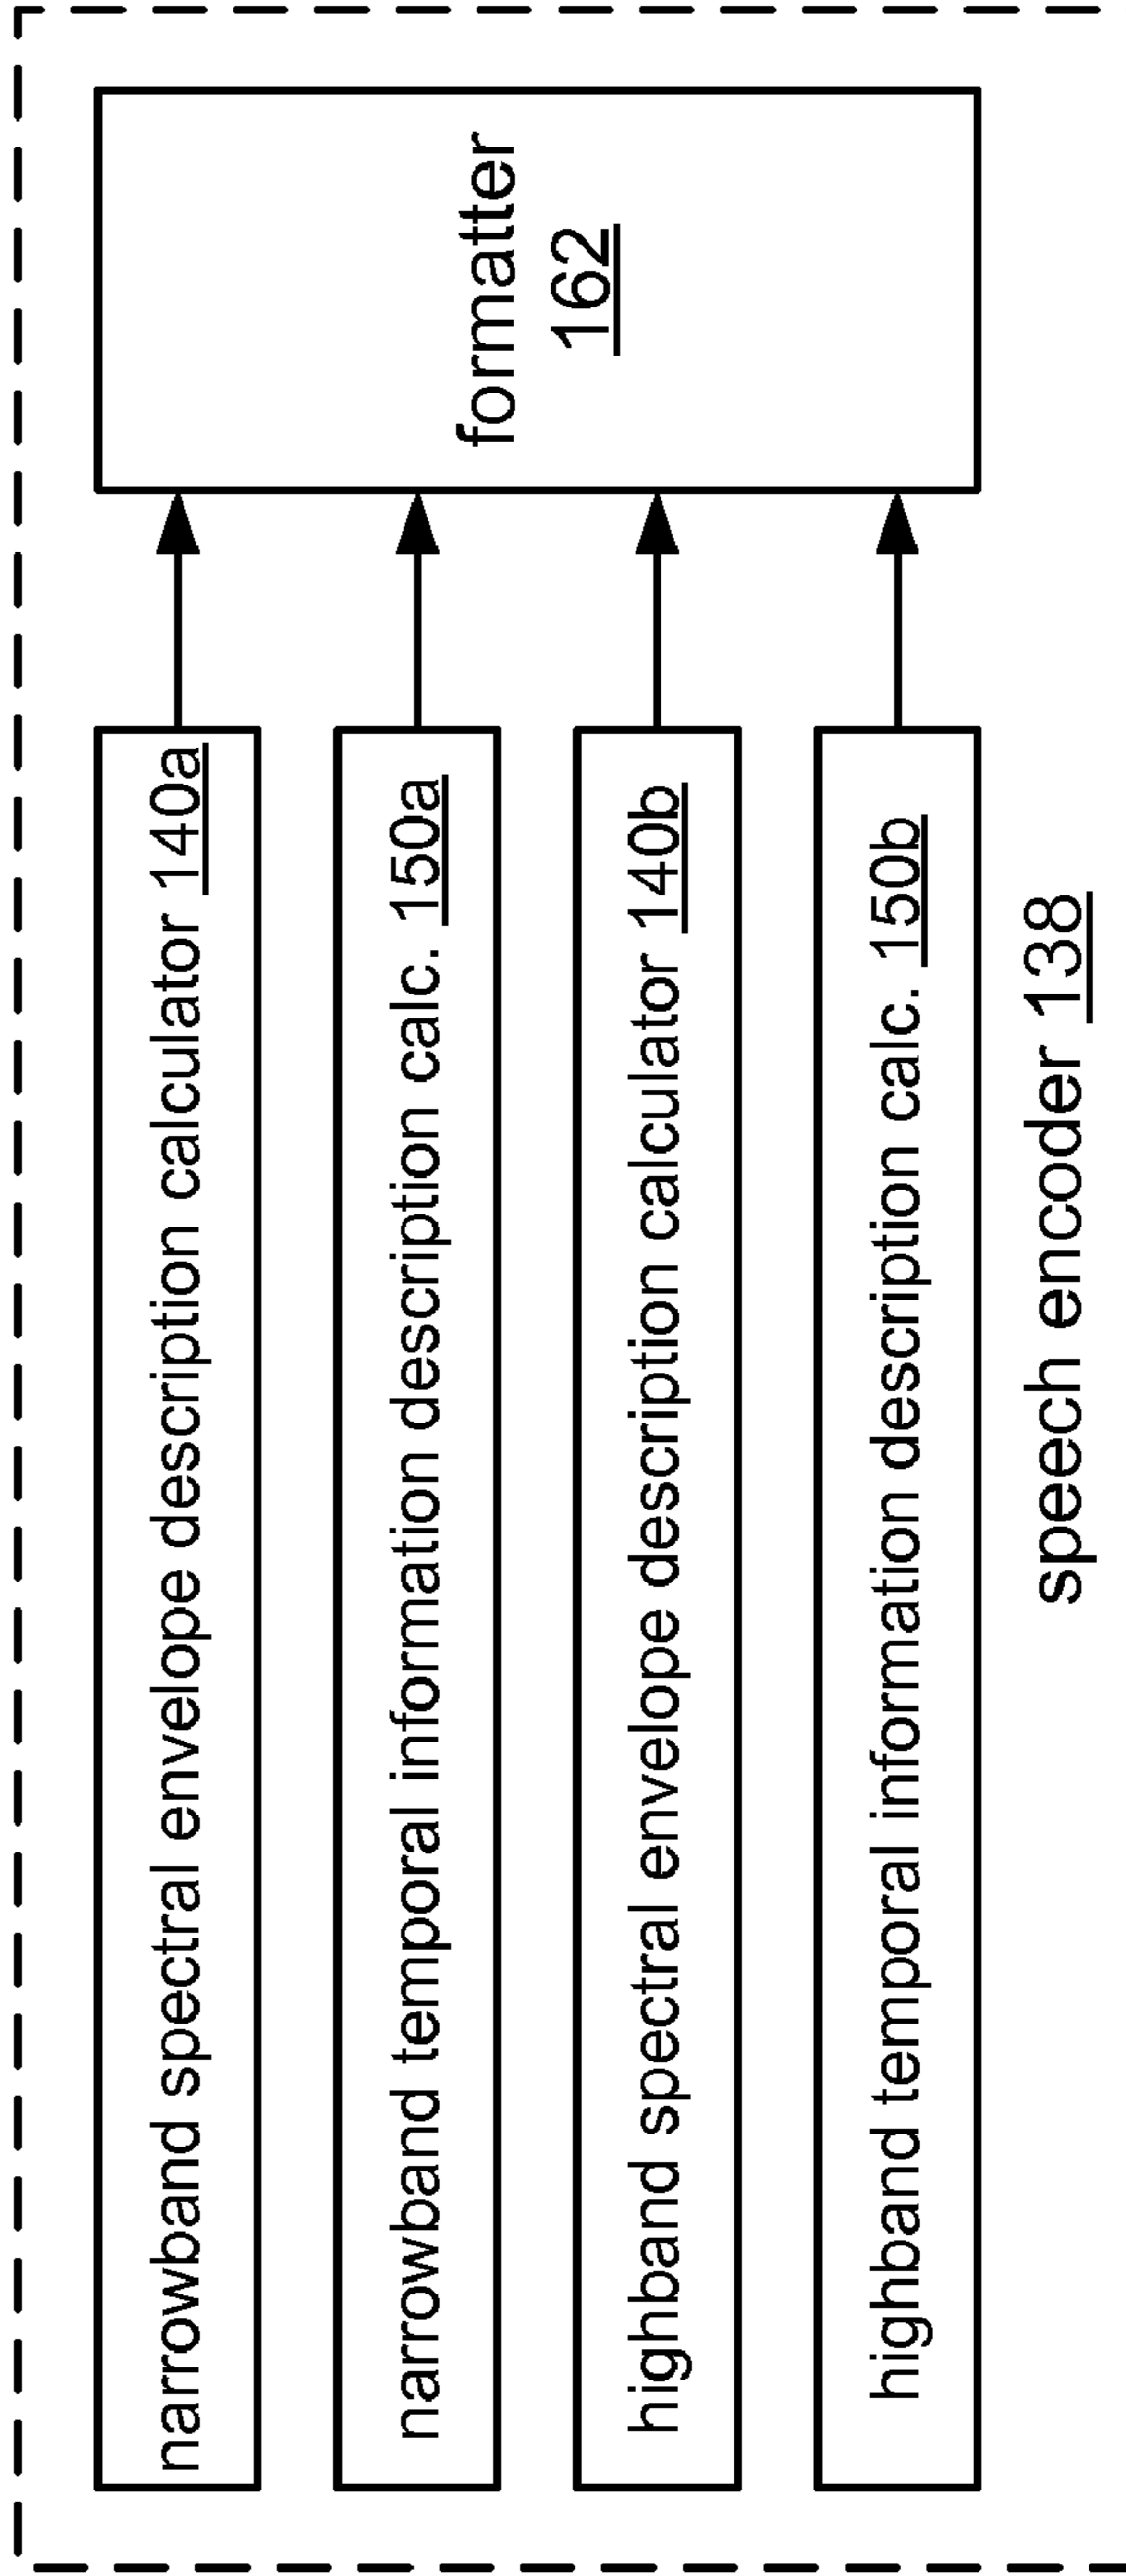 narrowband spectral envelope description calculator 140a
narrowband temporal information description calc. 150a
highband spectral envelope description calculator 140b
highband temporal information description calc. 150b
formatter
162
speech encoder 138